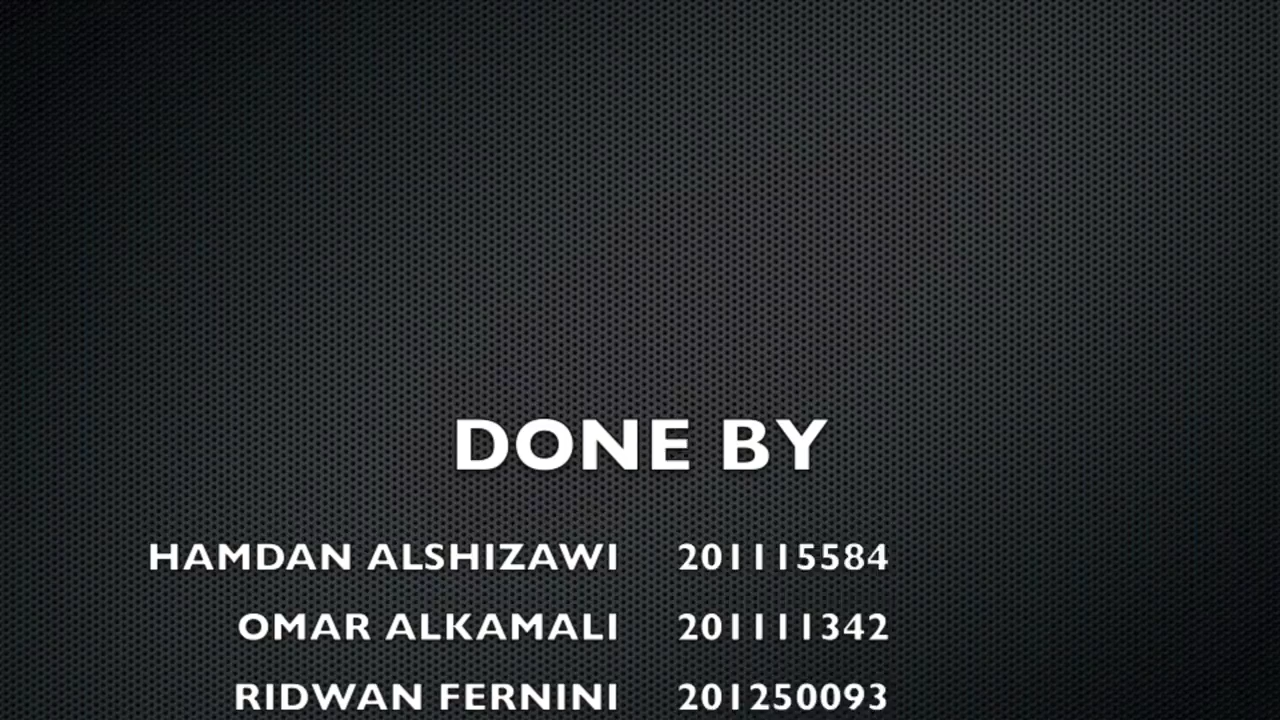 DONE BY
HAMDAN ALSHIZAWI 201115584
OMAR ALKAMALI 201111342
RIDWAN FERNINI 201250093